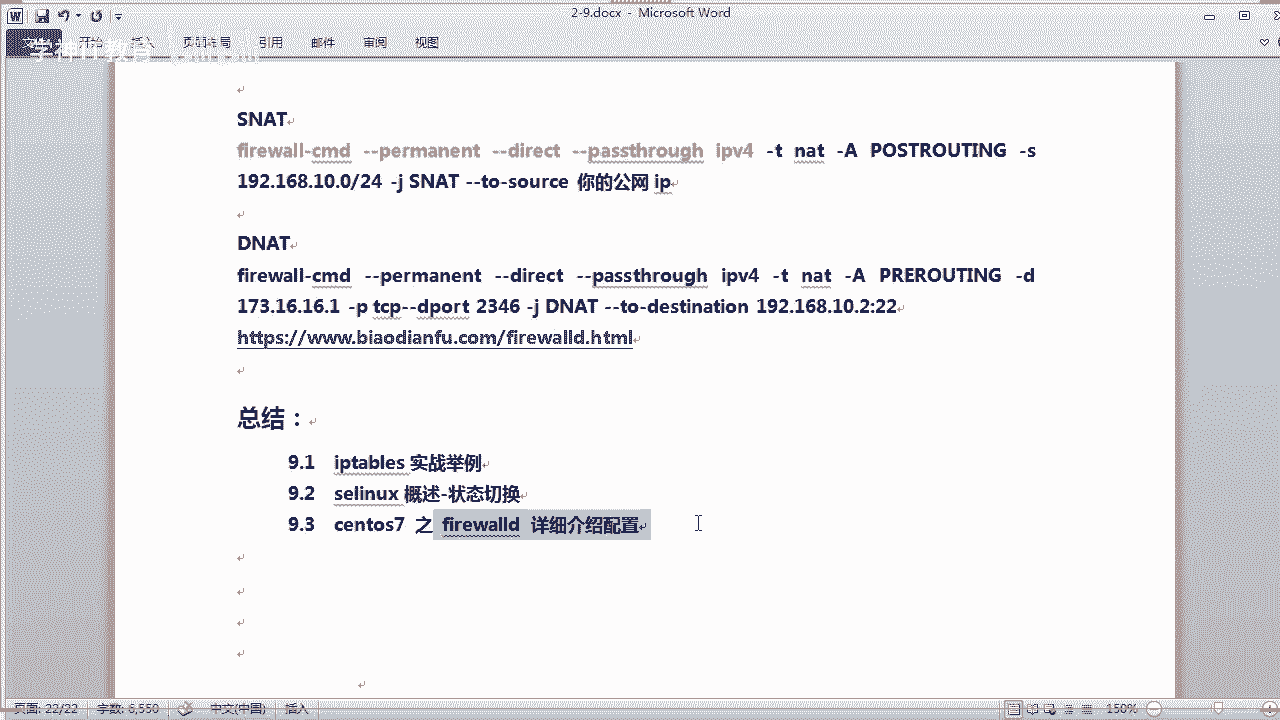 2-9.docx - Microsoft Word
开始 插入 页面布局 引用 邮件 审阅 视图
SNAT
firewall-cmd --permanent --direct --passthrough ipv4 -t nat -A POSTROUTING -s
192.168.10.0/24 -j SNAT --to-source 你的公网 ip
DNAT
firewall-cmd --permanent --direct --passthrough ipv4 -t nat -A PREROUTING -d
173.16.16.1 -p tcp--dport 2346 -j DNAT --to-destination 192.168.10.2:22
https://www.biaodianfu.com/firewalld.html
总结：
9.1 iptables 实战举例
9.2 selinux 概述-状态切换
9.3 centos7 之 firewalld 详细介绍配置
页面: 22/22 字数: 6,550 中文(中国) 插入 150%